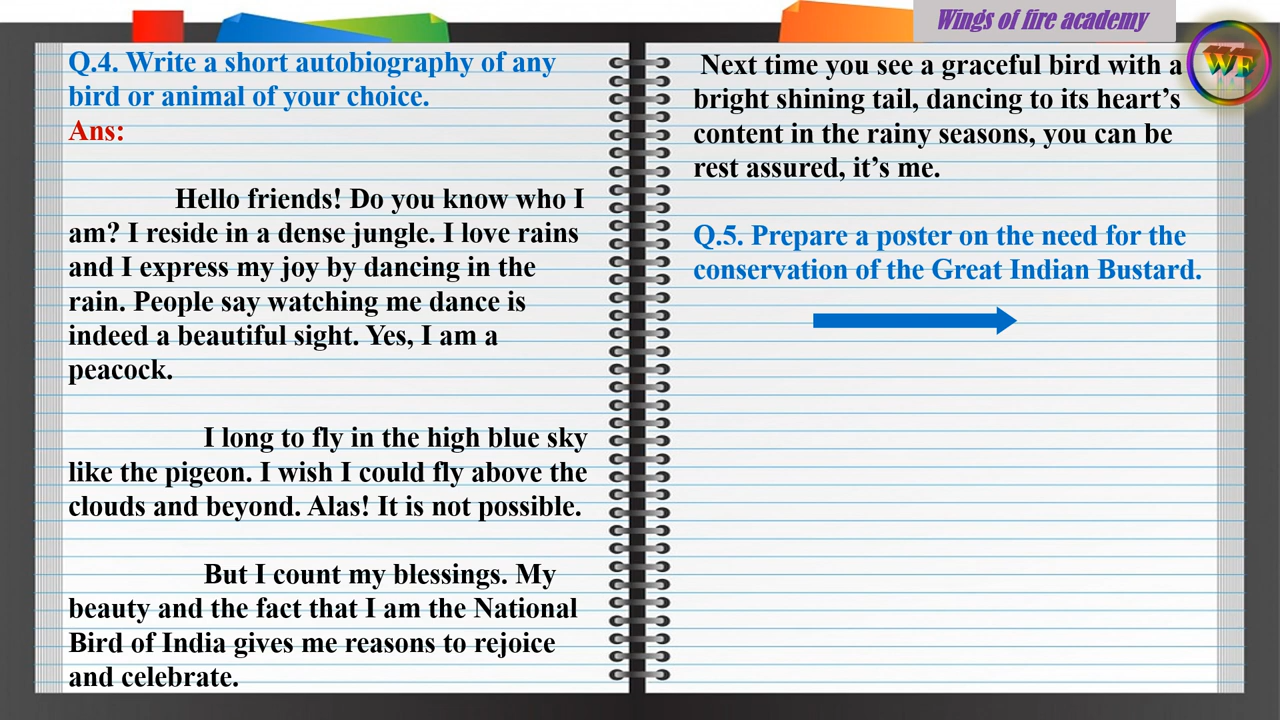 Wings of fire academy
WF
Q.4. Write a short autobiography of any
bird or animal of your choice.
Ans:
Hello friends! Do you know who I
am? I reside in a dense jungle. I love rains
and I express my joy by dancing in the
rain. People say watching me dance is
indeed a beautiful sight. Yes, I am a
peacock.
I long to fly in the high blue sky
like the pigeon. I wish I could fly above the
clouds and beyond. Alas! It is not possible.
But I count my blessings. My
beauty and the fact that I am the National
Bird of India gives me reasons to rejoice
and celebrate.
Next time you see a graceful bird with a
bright shining tail, dancing to its heart’s
content in the rainy seasons, you can be
rest assured, it’s me.
Q.5. Prepare a poster on the need for the
conservation of the Great Indian Bustard.